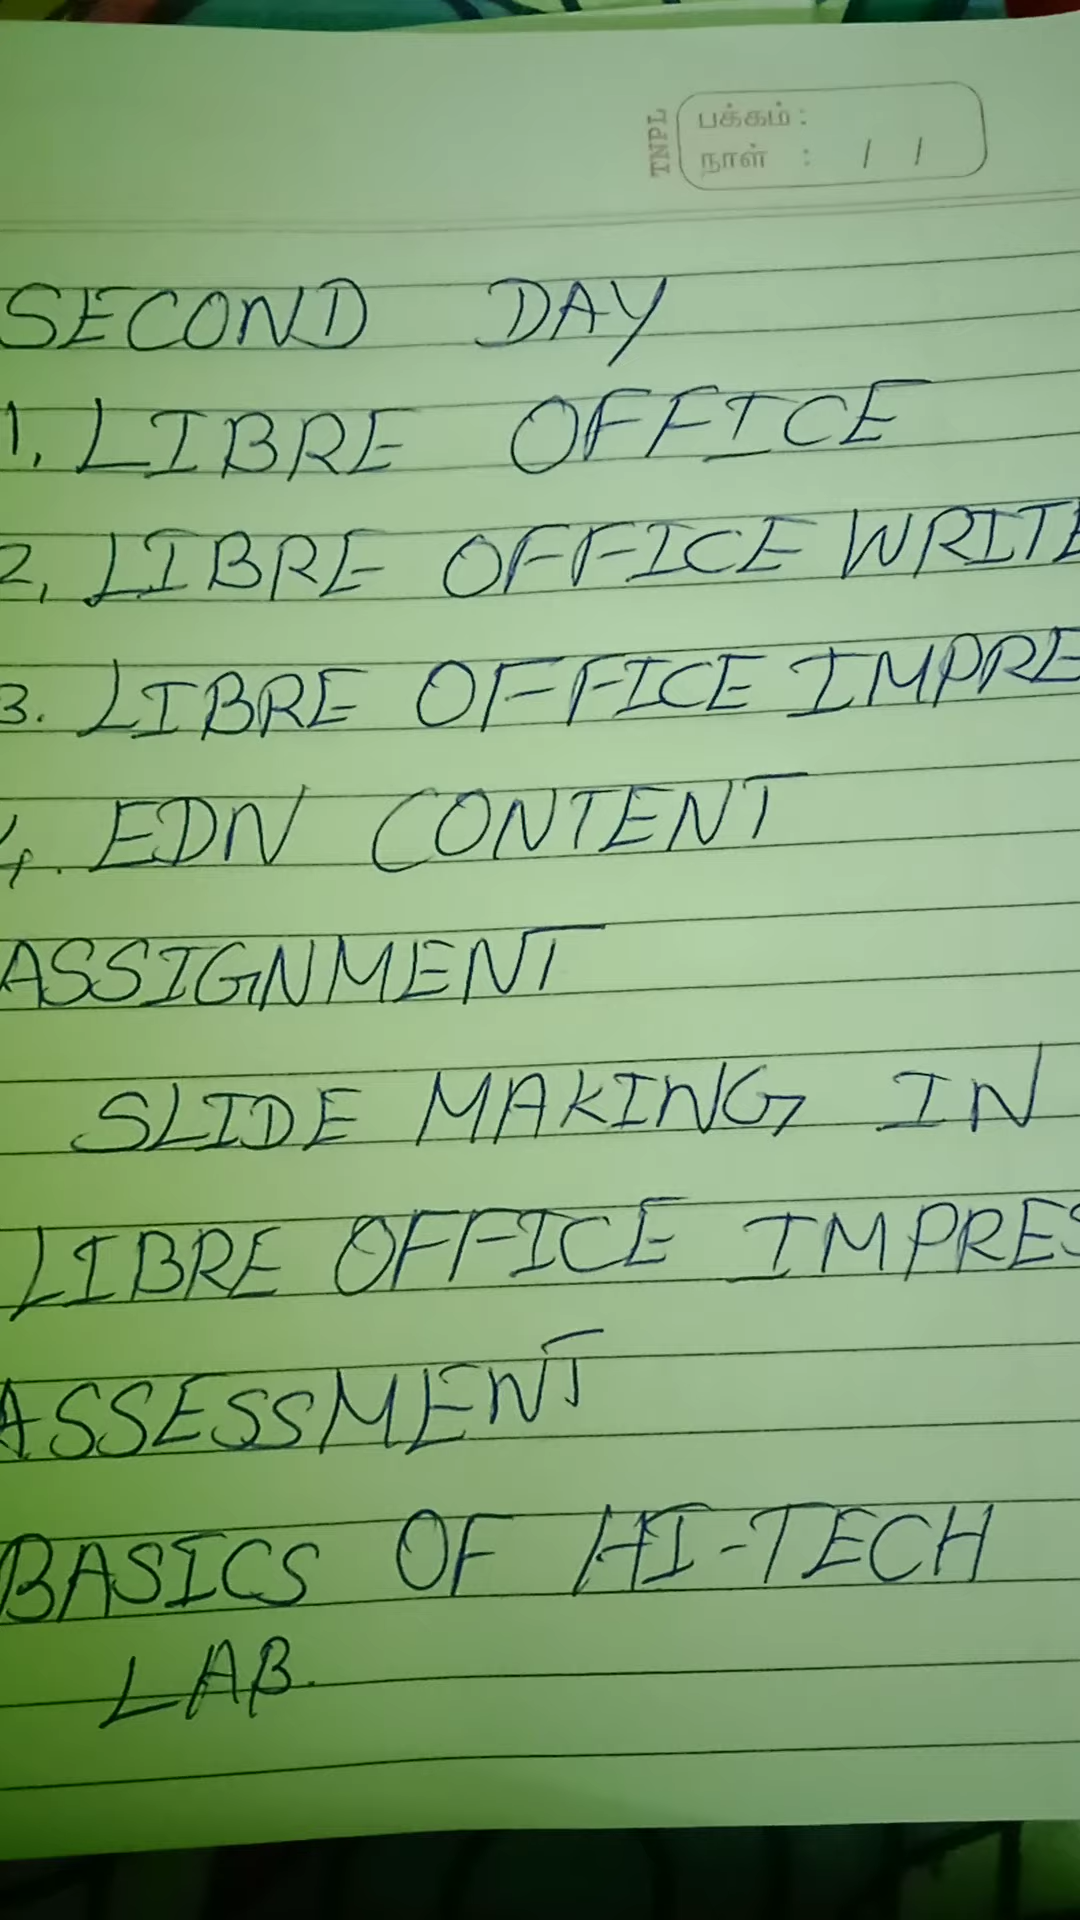 TNPL
பக்கம் :
நாள் : / /
SECOND DAY
1. LIBRE OFFICE
2. LIBRE OFFICE WRITE
3. LIBRE OFFICE IMPRE
4. EDN CONTENT
ASSIGNMENT
SLIDE MAKING IN
LIBRE OFFICE IMPRES
ASSESSMENT
BASICS OF HI-TECH
LAB.